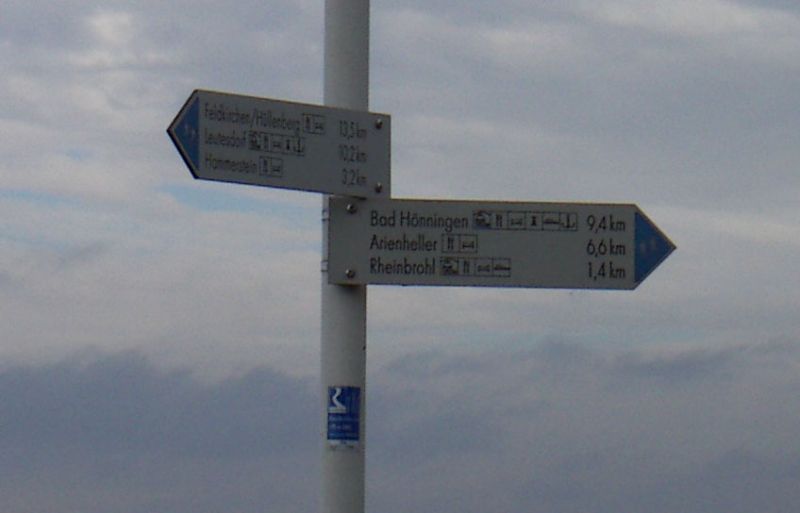 Feldkirchen/Hüllenberg 13,5 km
Leutesdorf 10,2 km
Hammerstein 3,2 km
Bad Hönningen 9,4 km
Arienheller 6,6 km
Rheinbrohl 1,4 km